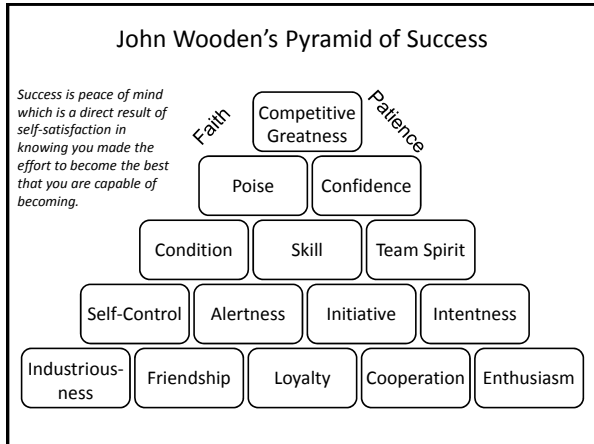 John Wooden's Pyramid of Success
Success is peace of mind
which is a direct result of
self-satisfaction in
knowing you made the
effort to become the best
that you are capable of
becoming.
Faith
Patience
Competitive
Greatness
Poise
Confidence
Condition
Skill
Team Spirit
Self-Control
Alertness
Initiative
Intentness
Industrious-
ness
Friendship
Loyalty
Cooperation
Enthusiasm